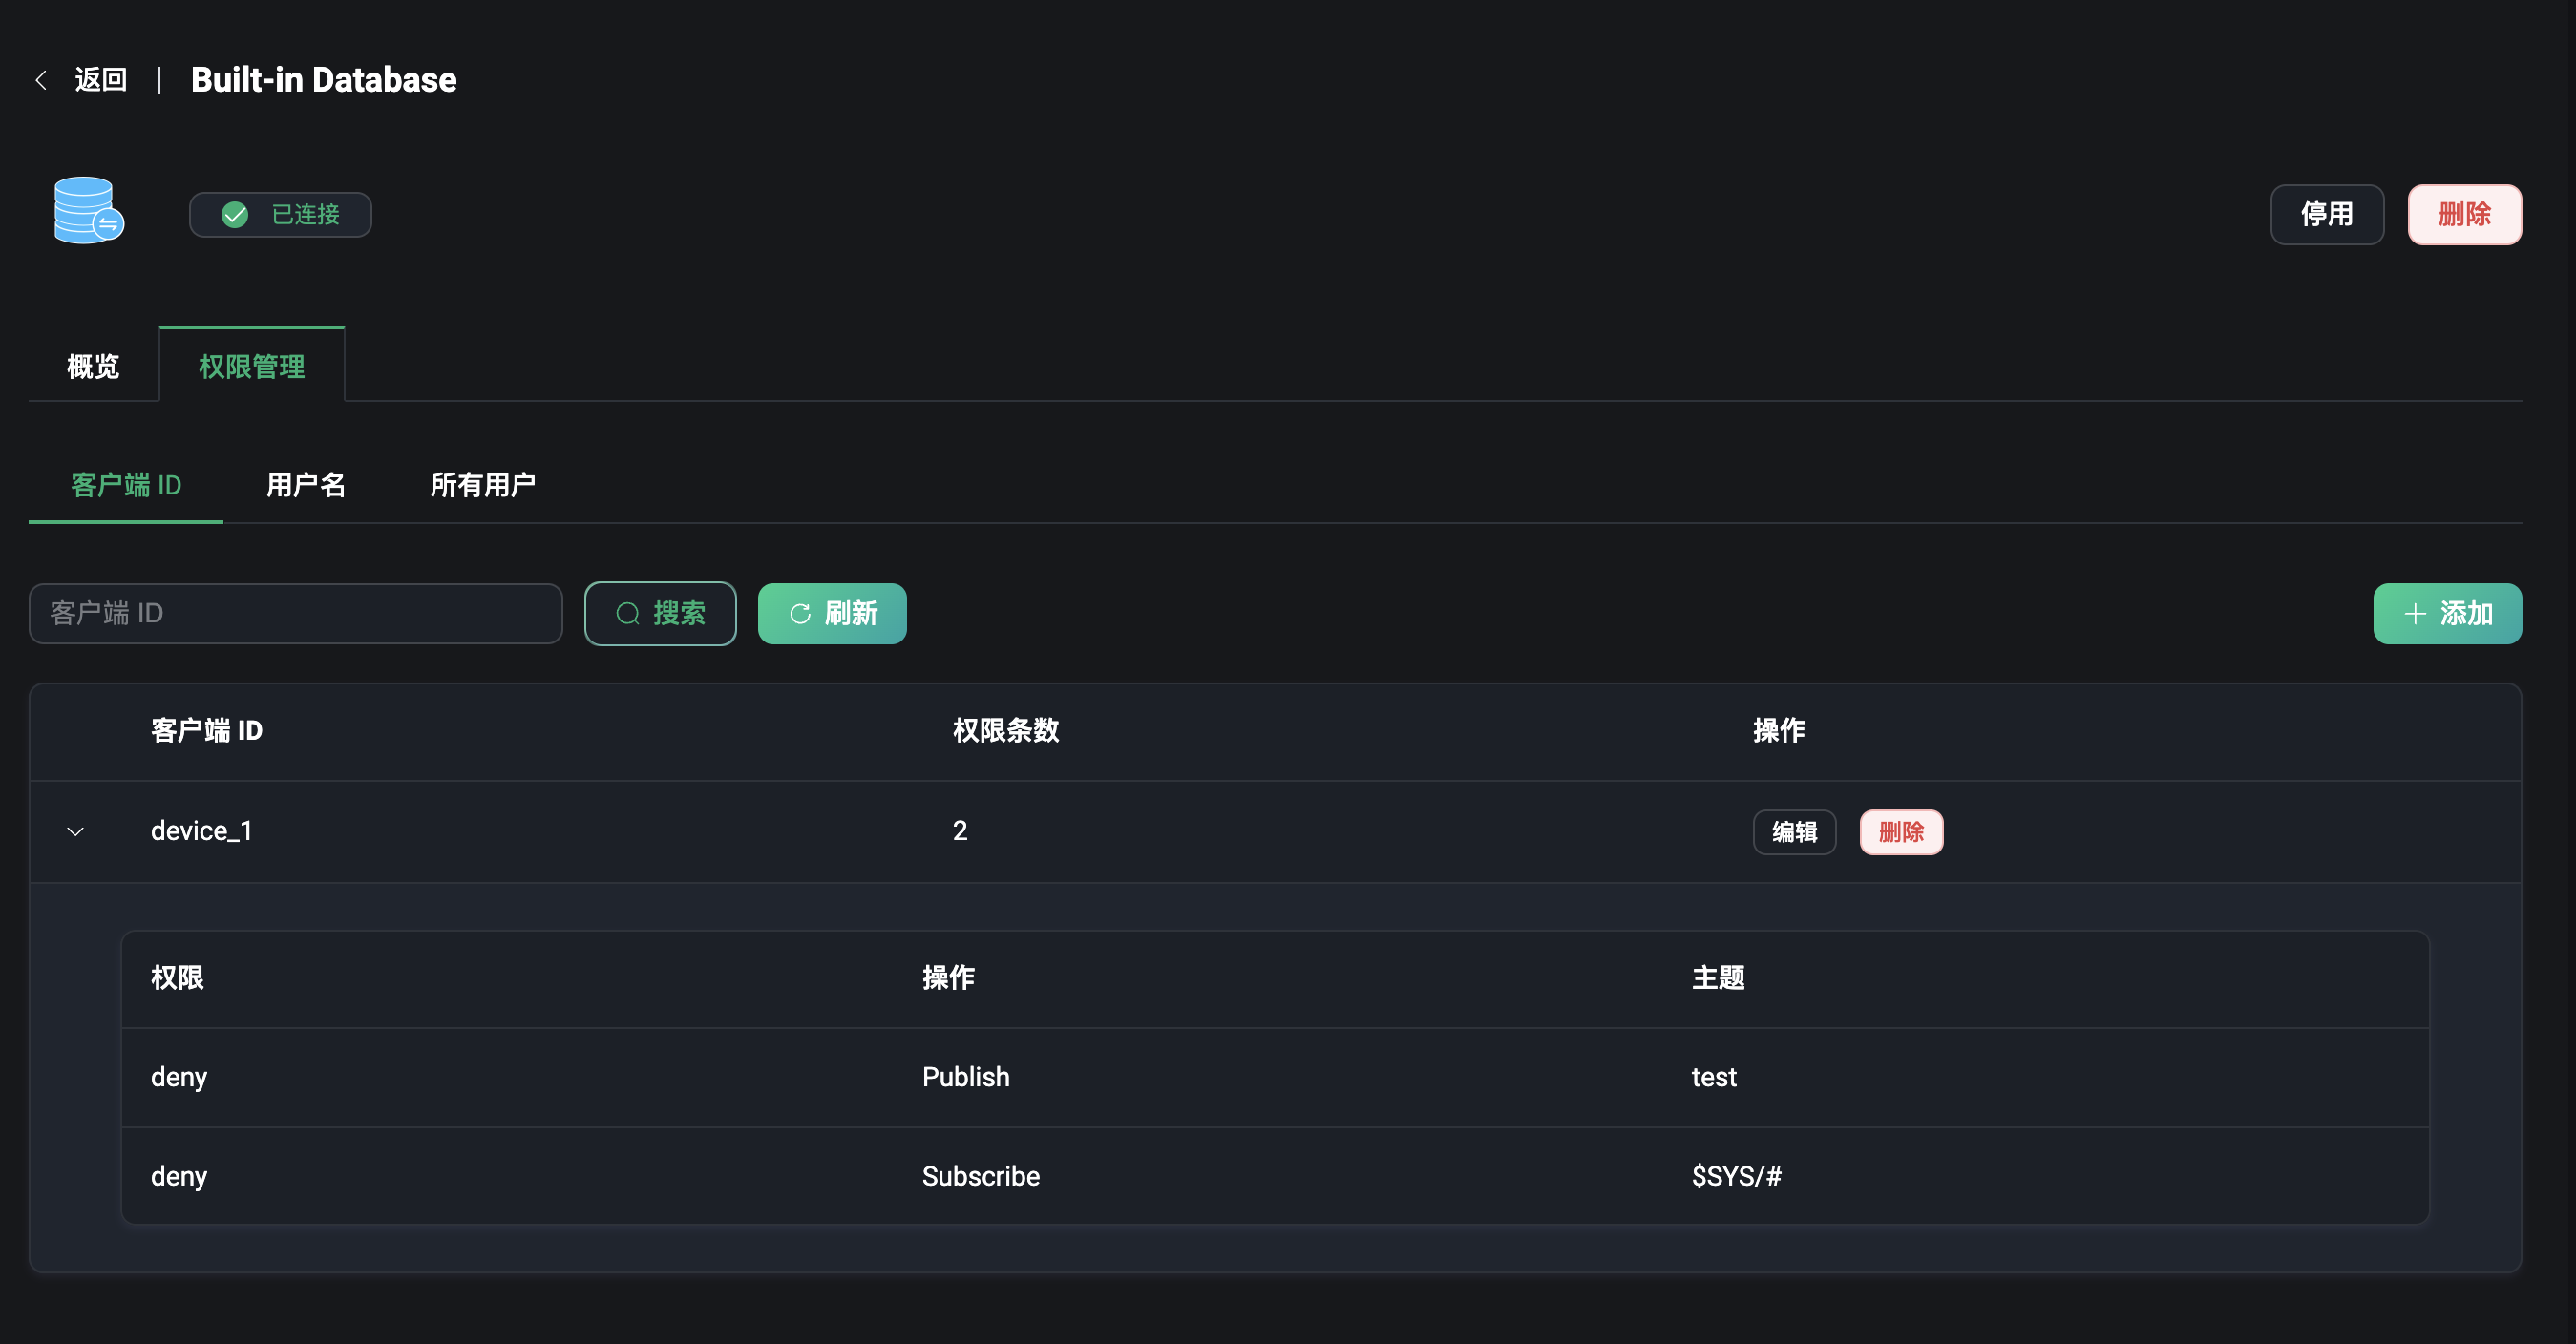 返回 | Built-in Database
已连接
停用 删除
概览 权限管理
客户端 ID 用户名 所有用户
客户端 ID 搜索 刷新 添加
客户端 ID 权限条数 操作
device_1 2 编辑 删除
权限 操作 主题
deny Publish test
deny Subscribe $SYS/#